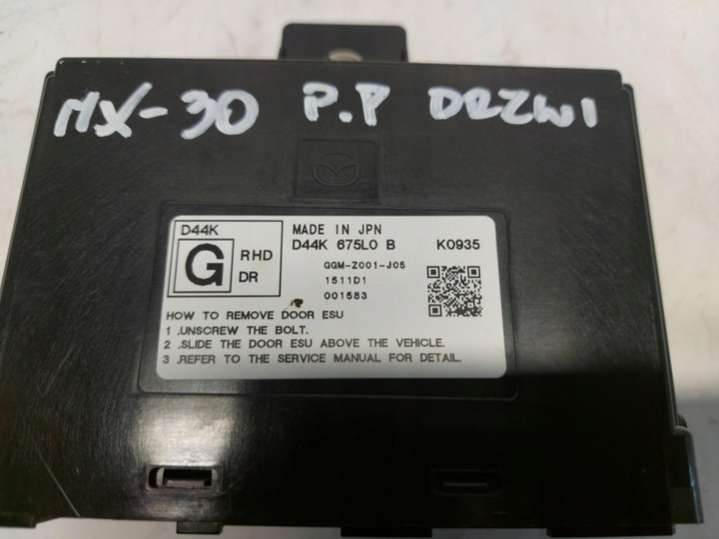 MX-30 P.P DRZWI
D44K
G
RHD
DR
MADE IN JPN
D44K 675L0 B K0935
GGM-Z001-J05
1511D1
001583
HOW TO REMOVE DOOR ESU
1 .UNSCREW THE BOLT.
2 .SLIDE THE DOOR ESU ABOVE THE VEHICLE.
3 .REFER TO THE SERVICE MANUAL FOR DETAIL.